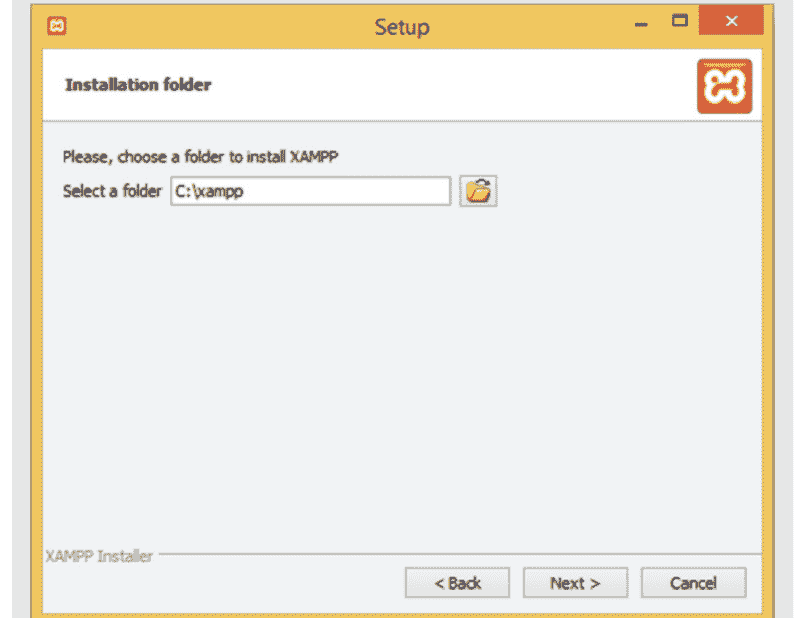 Setup
Installation folder
Please, choose a folder to install XAMPP
Select a folder C:\xampp
XAMPP Installer
< Back Next > Cancel